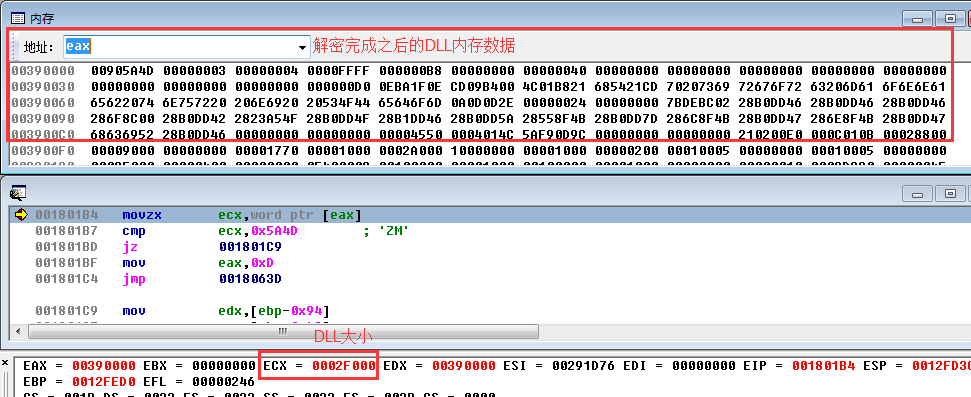 内存
地址: eax 解密完成之后的DLL内存数据
00390000 00905A4D 00000003 00000004 0000FFFF 000000B8 00000000 00000040 00000000 00000000 00000000 00000000 00000000
00390030 00000000 00000000 00000000 000000D0 0EBA1F0E CD09B400 4C01B821 685421CD 70207369 72676F72 63206D61 6F6E6E61
00390060 65622074 6E757220 206E6920 20534F44 65646F6D 0A0D0D2E 00000024 00000000 7BDEBC02 28B0DD46 28B0DD46 28B0DD46
00390090 286F8C00 28B0DD42 2823A54F 28B0DD4F 28B1DD46 28B0DD5A 28558F4B 28B0DD7D 286C8F4B 28B0DD47 286E8F4B 28B0DD47
003900C0 68636952 28B0DD46 00000000 00000000 00004550 0004014C 5AF90D9C 00000000 00000000 210200E0 000C010B 00028800
003900F0 00009000 00000000 00001770 00001000 0002A000 10000000 00001000 00000200 00010005 00000000 00010005 00000000
001801B4 movzx ecx,word ptr [eax]
001801B7 cmp ecx,0x5A4D ; 'ZM'
001801BD jz 001801C9
001801BF mov eax,0xD
001801C4 jmp 0018063D
001801C9 mov edx,[ebp-0x94]
DLL大小
EAX = 00390000 EBX = 00000000 ECX = 0002F000 EDX = 00390000 ESI = 00291D76 EDI = 00000000 EIP = 001801B4 ESP = 0012FD30
EBP = 0012FED0 EFL = 00000246